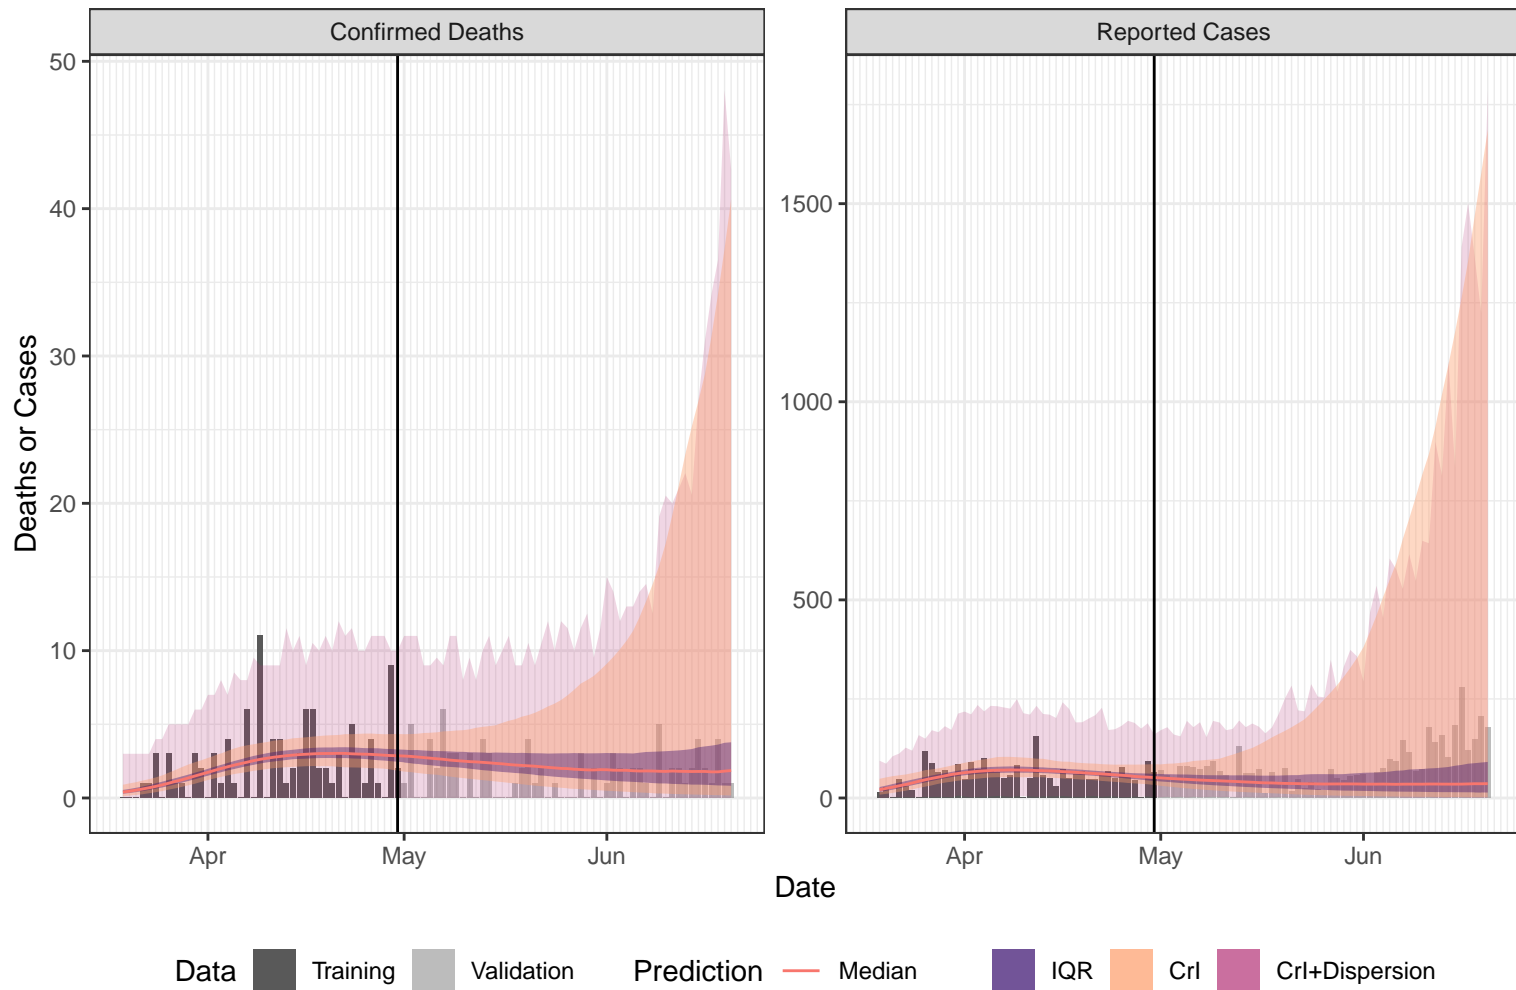 Confirmed Deaths
Reported Cases
Deaths or Cases
50
40
30
20
10
0
1500
1000
500
0
Apr
May
Jun
Apr
May
Jun
Date
Data Training Validation Prediction Median IQR CrI CrI+Dispersion